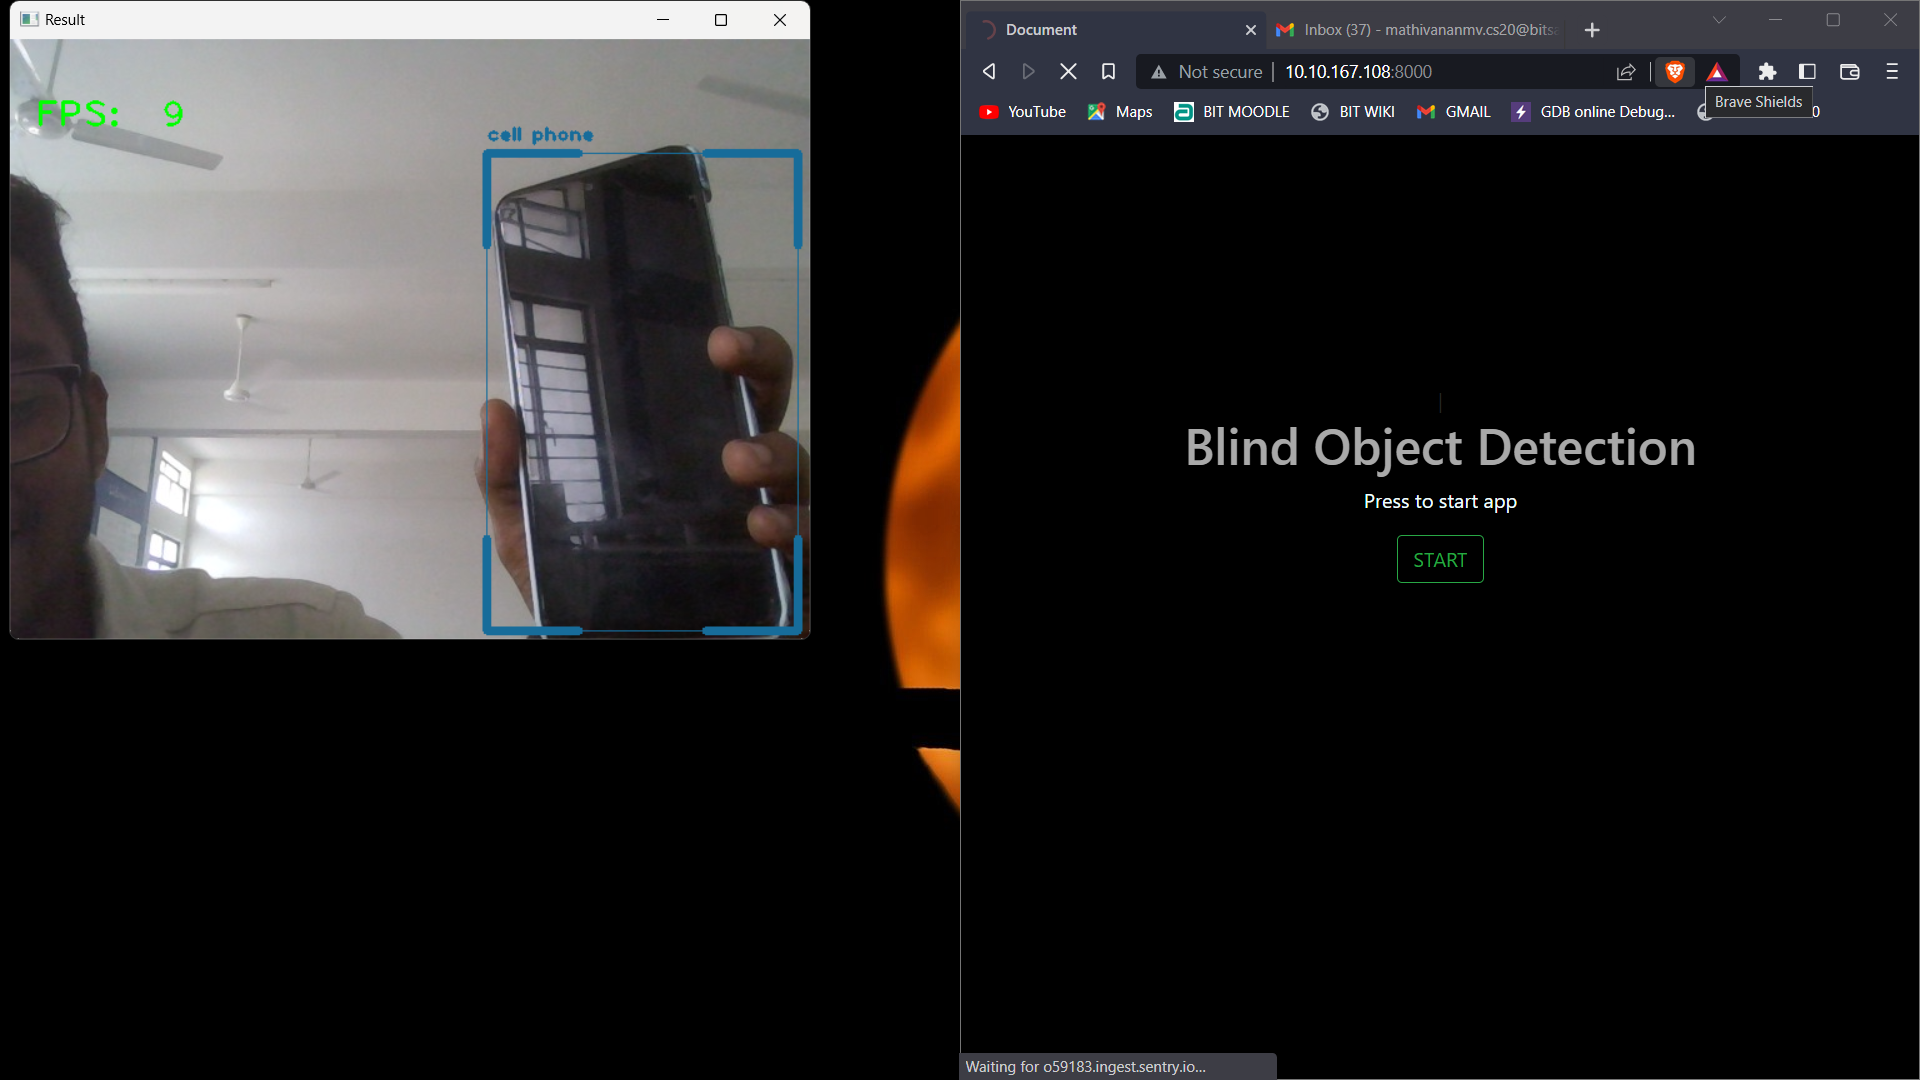 Result
FPS: 9
cell phone
Document
Inbox (37) - mathivananmv.cs20@bits
Not secure
10.10.167.108:8000
Brave Shields
YouTube
Maps
BIT MOODLE
BIT WIKI
GMAIL
GDB online Debug...
0
Blind Object Detection
Press to start app
START
Waiting for o59183.ingest.sentry.io...